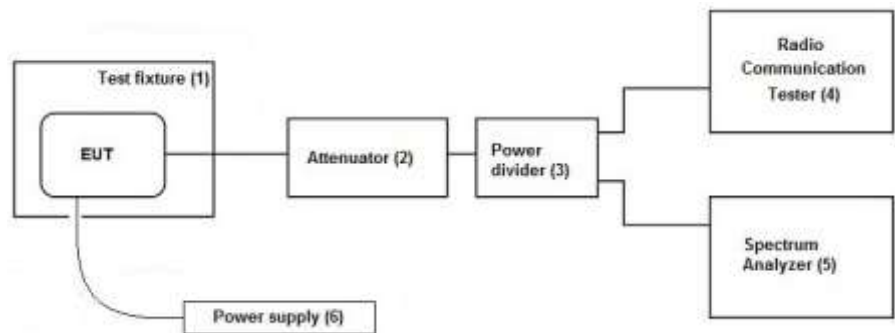 Test fixture (1)
EUT
Attenuator (2)
Power
divider (3)
Radio
Communication
Tester (4)
Spectrum
Analyzer (5)
Power supply (6)